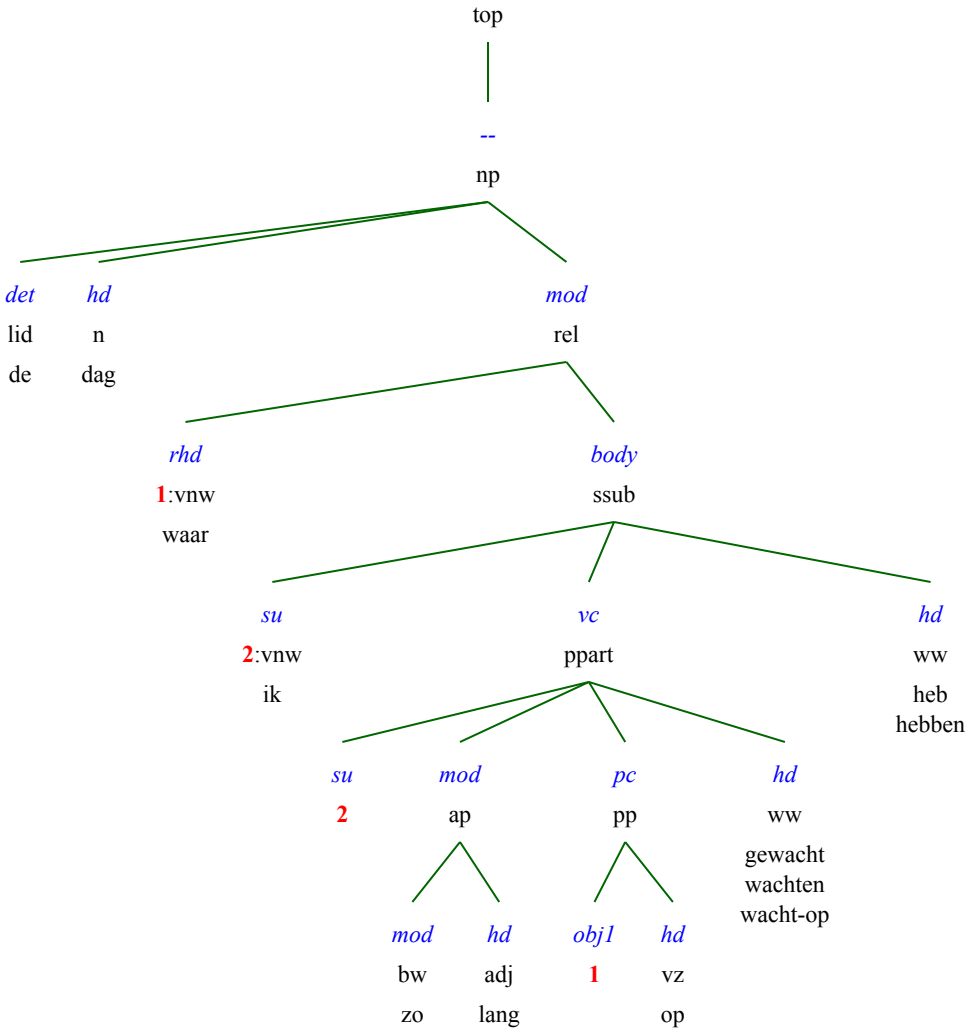 top
--
np
det hd mod
lid n rel
de dag
rhd body
1:vnw ssub
waar
su vc hd
2:vnw ppart ww
ik heb
hebben
su mod pc hd
2 ap pp ww
gewacht
wachten
wacht-op
mod hd obj1 hd
bw adj 1 vz
zo lang op